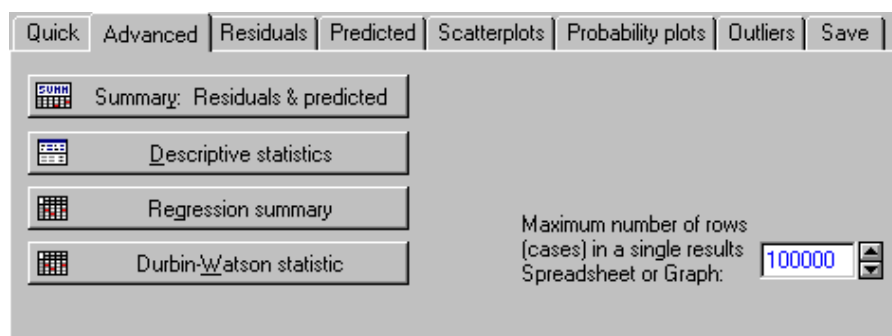 Quick Advanced Residuals Predicted Scatterplots Probability plots Outliers Save
SUMM Summary: Residuals & predicted
Descriptive statistics
Regression summary
Durbin-Watson statistic
Maximum number of rows
(cases) in a single results
Spreadsheet or Graph: 100000